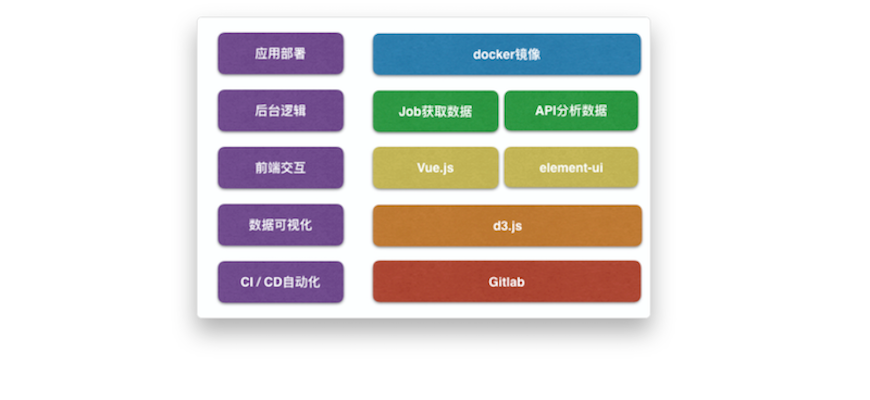 应用部署
docker镜像
后台逻辑
Job获取数据
API分析数据
前端交互
Vue.js
element-ui
数据可视化
d3.js
CI / CD自动化
Gitlab